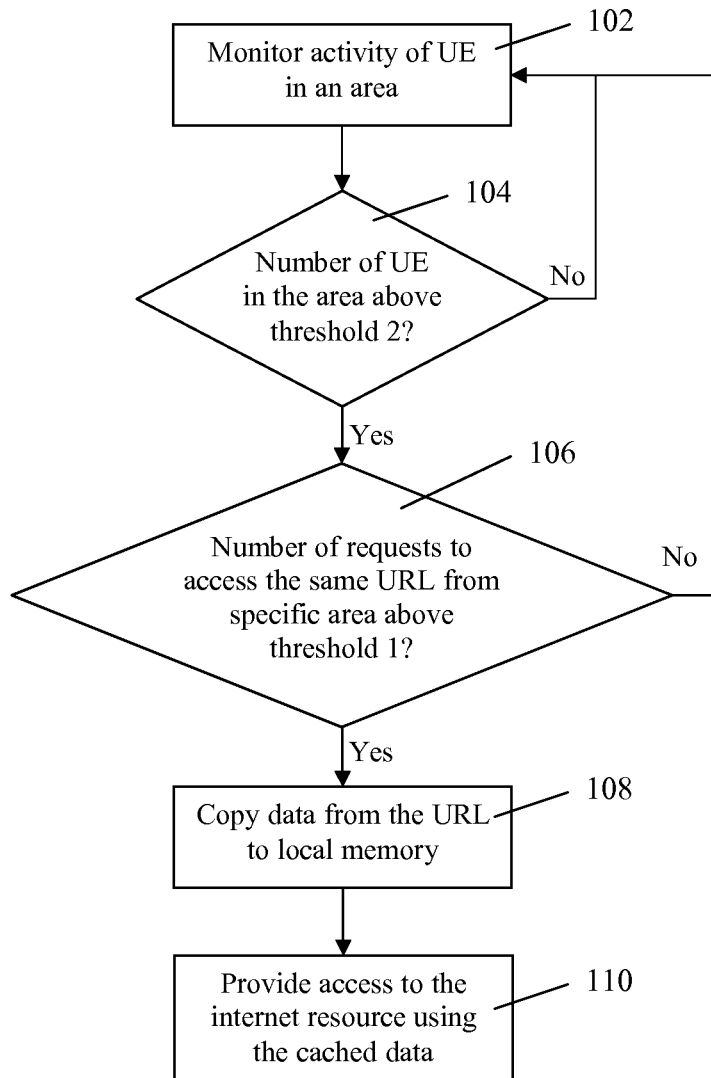 102
Monitor activity of UE
in an area
104
Number of UE
in the area above
threshold 2?
No
Yes
106
Number of requests to
access the same URL from
specific area above
threshold 1?
No
Yes
108
Copy data from the URL
to local memory
110
Provide access to the
internet resource using
the cached data